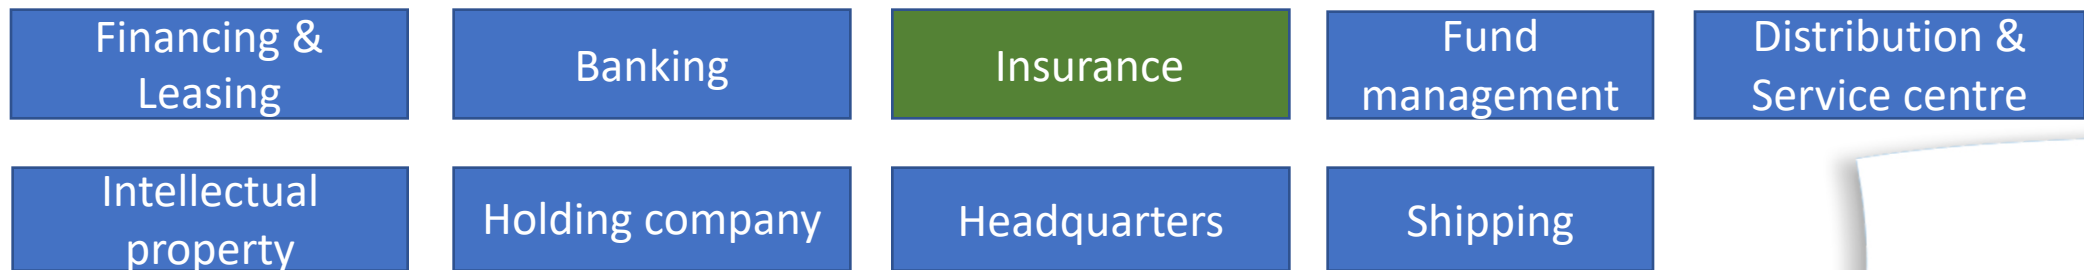 Financing &
Leasing
Banking
Insurance
Fund
management
Distribution &
Service centre
Intellectual
property
Holding company
Headquarters
Shipping